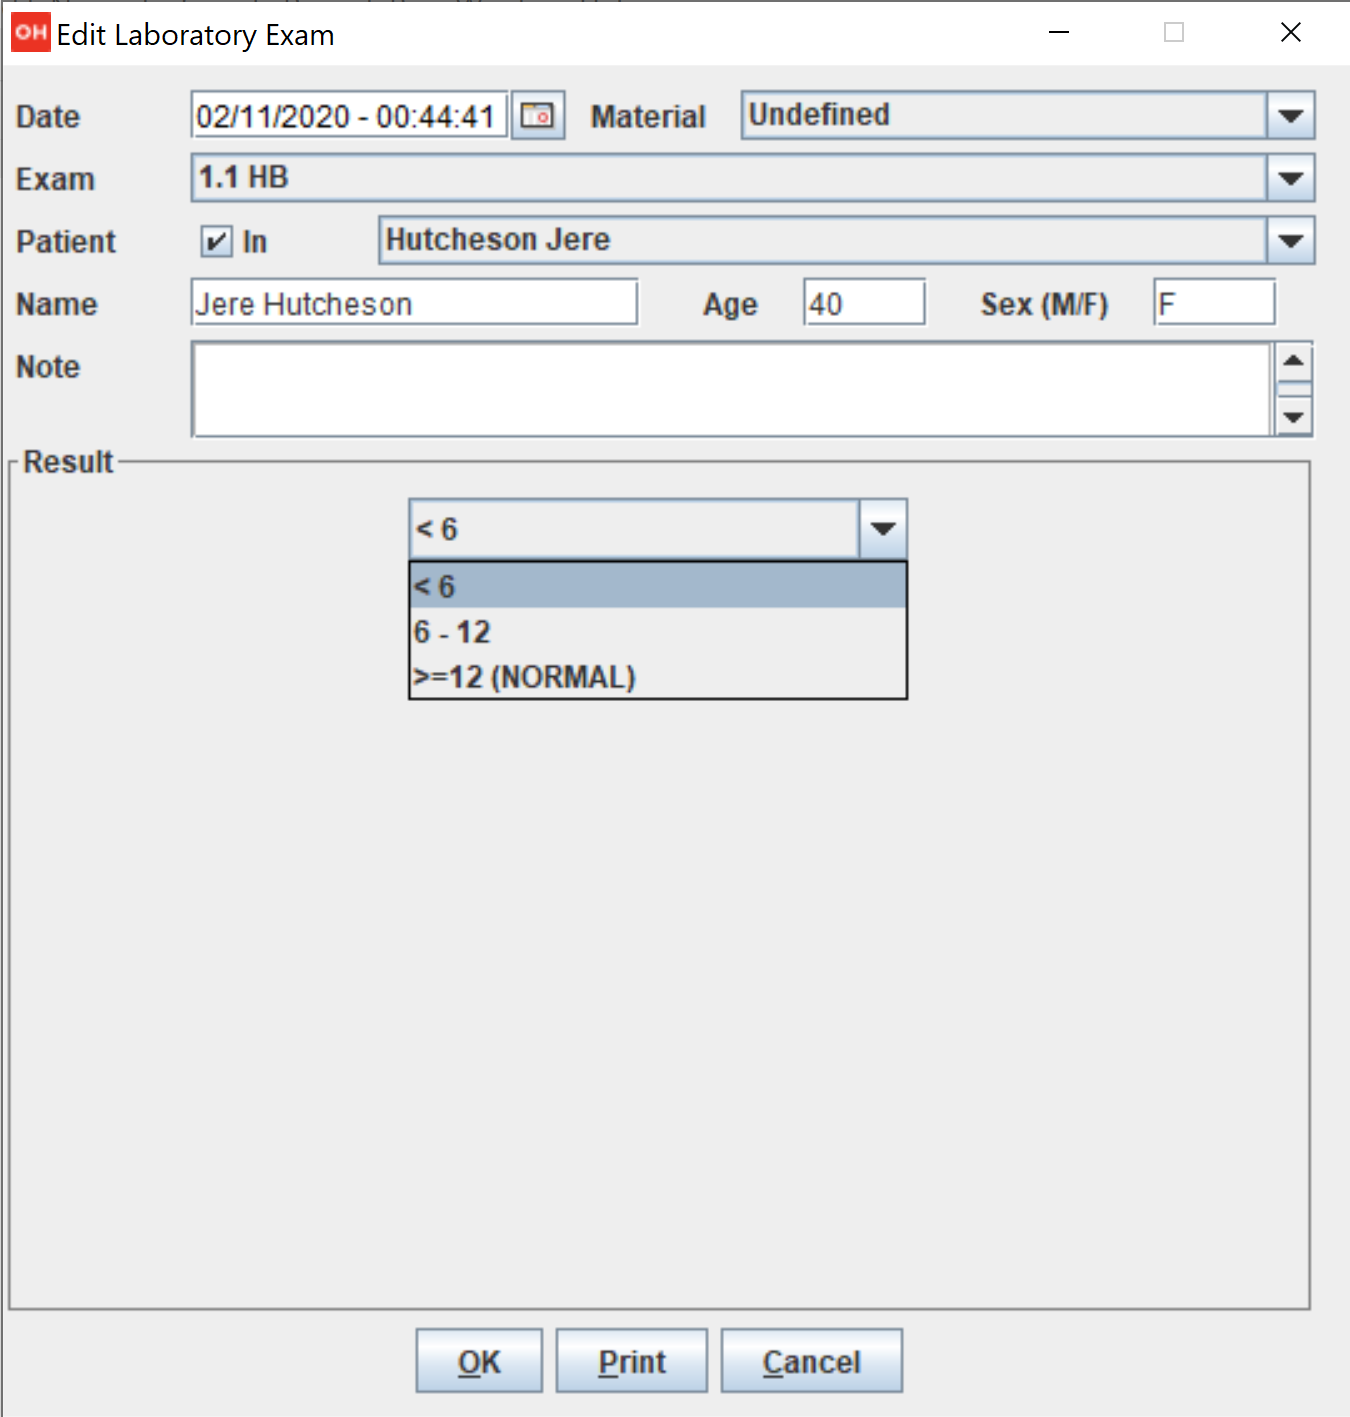 OH Edit Laboratory Exam
Date 02/11/2020 - 00:44:41 Material Undefined
Exam 1.1 HB
Patient In Hutcheson Jere
Name Jere Hutcheson Age 40 Sex (M/F) F
Note
Result
< 6
< 6
6 - 12
>=12 (NORMAL)
OK Print Cancel